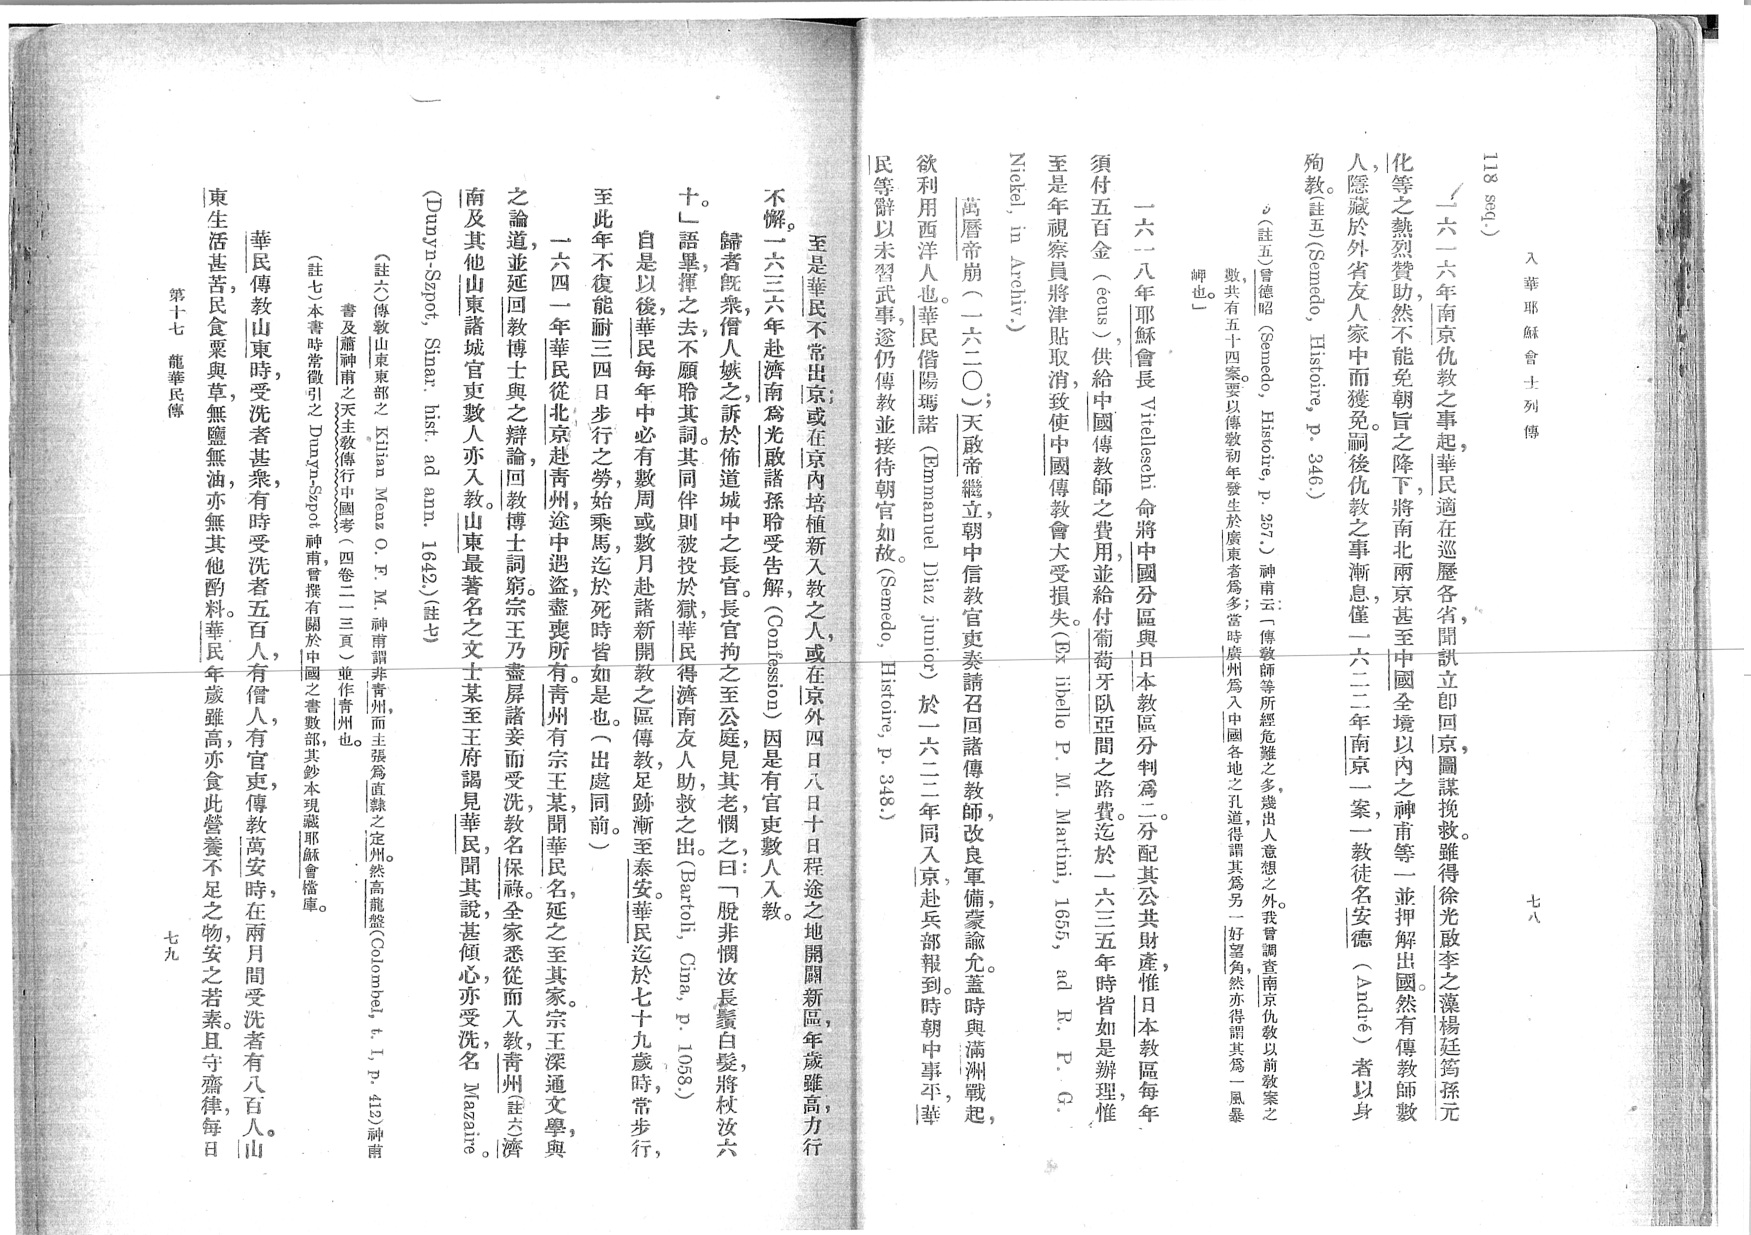 入華耶穌會士列傳
七八
118 seq.)
一六一六年南京仇教之事起，華民適在巡歷各省，聞訊立卽回京，圖謀挽救。雖得徐光啟李之藻楊廷筠孫元
化等之熱烈贊助，然不能免朝旨之降下，將南北兩京甚至中國全境以內之神甫等一並押解出國。然有傳教師數
人，隱藏於外省友人家中而獲免。嗣後仇教之事漸息，僅一六二二年南京一案，一教徒名安德（André）者以身
殉教。(註五)(Semedo, Histoire, p. 346.)
（註五）曾德昭（Semedo, Histoire, p. 257.）神甫云：「傳教師等所經危難之多，幾出人意想之外。我曾調查南京仇教以前教案之
數，共有五十四案。要以傳教初年發生於廣東者爲多；當時廣州爲入中國各地之孔道，得謂其爲另一好望角，然亦得謂其爲一風暴
岬也。」
一六一八年耶穌會長 Vitelleschi 命將中國分區與日本教區分判爲二，分配其公共財產，惟日本教區每年
須付五百金（écus）供給中國傳教師之費用，並給付葡萄牙臥亞間之路費。迄於一六三五年時皆如是辦理，惟
至是年視察員將津貼取消，致使中國傳教會大受損失。(Ex libello P. M. Martini, 1655, ad R. P. G.
Nickel, in Archiv.)
萬曆帝崩（一六二〇）；天啟帝繼立，朝中信教官吏奏請召回諸傳教師，改良軍備，蒙諭允。蓋時與滿洲戰起，
欲利用西洋人也。華民偕陽瑪諾（Emmanuel Diaz junior）於一六二二年同入京，赴兵部報到。時朝中事平，華
民等辭以未習武事，遂仍傳教並接待朝官如故。(Semedo, Histoire, p. 348.)
至是華民不常出京；或在京內培植新入教之人，或在京外四日八日十日程途之地開闢新區，年歲雖高，力行
不懈。一六三六年赴濟南爲光啟諸孫聆受告解，(Confession) 因是有官吏數人入教。
歸者旣衆，僧人嫉之，訴於佈道城中之長官。長官拘之至公庭，見其老，憫之，曰：「脫非憫汝長鬚白髮，將杖汝六
十。」語畢，揮之去，不願聆其詞。其同伴則被投於獄，華民得濟南友人助，救之出。(Bartoli, Cina, p. 1058.)
自是以後，華民每年中必有數周或數月赴諸新開教之區傳教，足跡漸至泰安。華民迄於七十九歲時，常步行，
至此年不復能耐三四日步行之勞，始乘馬，迄於死時皆如是也。（出處同前。）
一六四一年華民從北京赴青州，途中遇盜，盡喪所有。青州有宗王某，聞華民名，延之至其家。宗王深通文學，與
之論道，並延回教博士與之辯論，回教博士詞窮。宗王乃盡屏諸妾而受洗，教名保祿。全家悉從而入教，青州(註六)濟
南及其他山東諸城官吏數人亦入教。山東最著名之文士某至王府謁見華民，聞其說，甚傾心，亦受洗，名 Mazaire。
(Dunyn-Szpot, Sinar. hist. ad ann. 1642.)(註七)
（註六）傳教山東東部之 Kilian Menz O. F. M. 神甫謂非青州，而主張爲直隸之定州。然高龍盤(Colombel, t. I, p. 412)神甫
書及蕭神甫之天主教傳行中國考（四卷二一三頁）並作青州也。
（註七）本書時常徵引之 Dunyn-Szpot 神甫，曾撰有關於中國之書數部，其鈔本現藏耶穌會檔庫。
華民傳教山東時，受洗者甚衆，有時受洗者五百人，有僧人，有官吏，傳教萬安時，在兩月間受洗者有八百人。山
東生活甚苦，民食粟與草，無鹽無油，亦無其他酌料。華民年歲雖高，亦食此營養不足之物，安之若素。且守齋律，每日
第十七　龍華民傳
七九